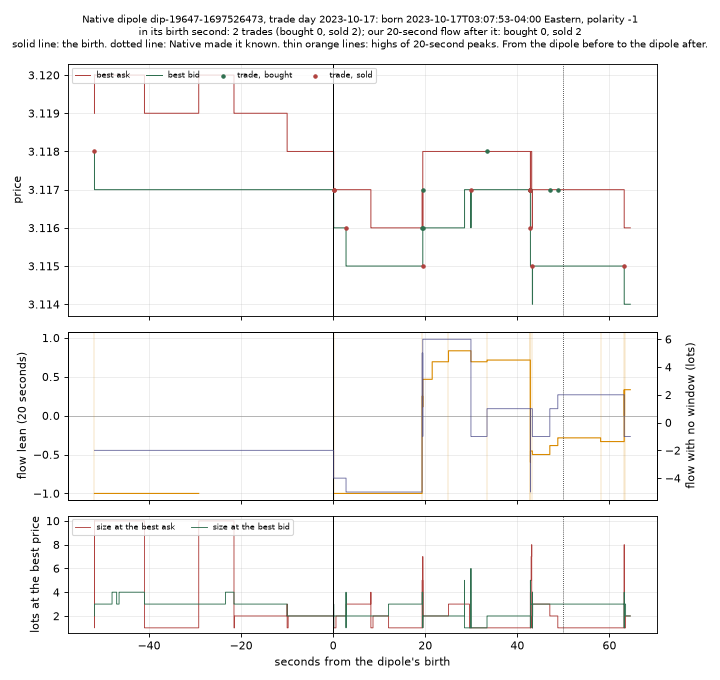 Native dipole dip-19647-1697526473, trade day 2023-10-17: born 2023-10-17T03:07:53-04:00 Eastern, polarity -1
in its birth second: 2 trades (bought 0, sold 2); our 20-second flow after it: bought 0, sold 2
solid line: the birth. dotted line: Native made it known. thin orange lines: highs of 20-second peaks. From the dipole before to the dipole after.
best ask
best bid
trade, bought
trade, sold
3.120
3.119
3.118
3.117
3.116
3.115
3.114
price
1.0
0.5
0.0
−0.5
−1.0
flow lean (20 seconds)
6
4
2
0
−2
−4
flow with no window (lots)
size at the best ask
size at the best bid
10
8
6
4
2
lots at the best price
−40
−20
0
20
40
60
seconds from the dipole's birth